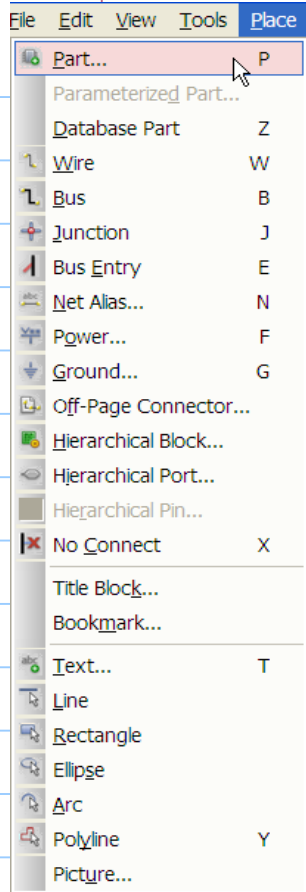 File Edit View Tools Place
Part... P
Parameterized Part...
Database Part Z
Wire W
Bus B
Junction J
Bus Entry E
Net Alias... N
Power... F
Ground... G
Off-Page Connector...
Hierarchical Block...
Hierarchical Port...
Hierarchical Pin...
No Connect X
Title Block...
Bookmark...
Text... T
Line
Rectangle
Ellipse
Arc
Polyline Y
Picture...